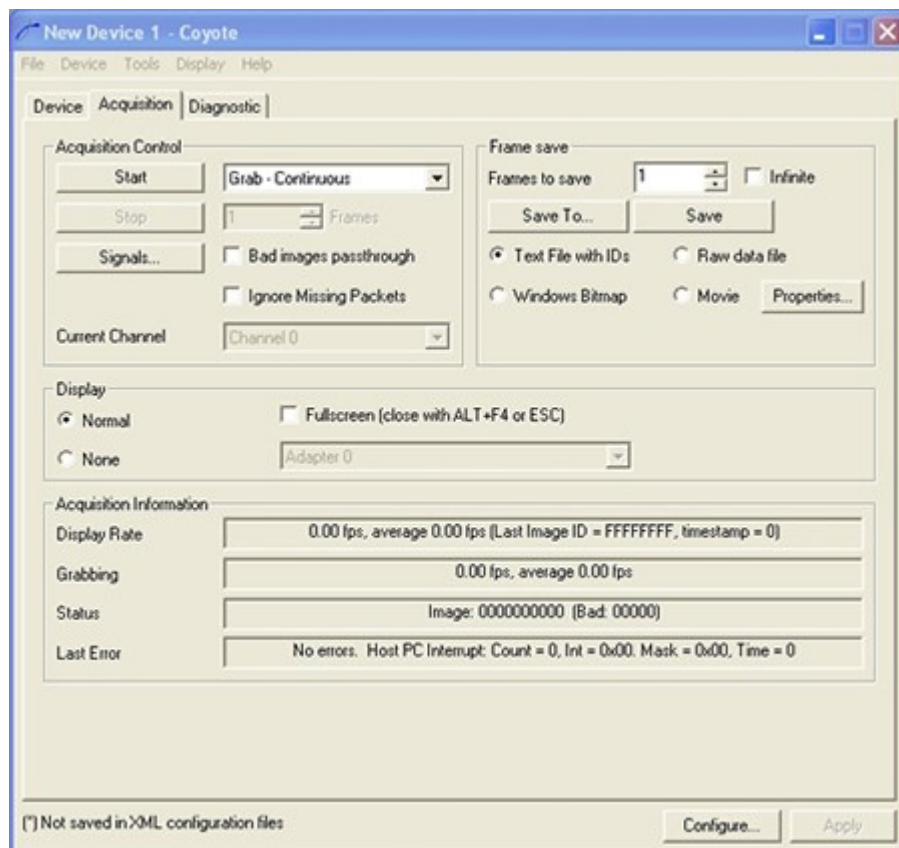 New Device 1 - Coyote
File Device Tools Display Help
Device Acquisition Diagnostic
Acquisition Control
Start Grab - Continuous
Stop 1 Frames
Signals... Bad images passthrough
Ignore Missing Packets
Current Channel Channel 0
Frame save
Frames to save 1 Infinite
Save To... Save
Text File with IDs Raw data file
Windows Bitmap Movie Properties...
Display
Normal Fullscreen (close with ALT+F4 or ESC)
None Adapter 0
Acquisition Information
Display Rate 0.00 fps, average 0.00 fps (Last Image ID = FFFFFFFF, timestamp = 0)
Grabbing 0.00 fps, average 0.00 fps
Status Image: 0000000000 (Bad: 00000)
Last Error No errors. Host PC Interrupt: Count = 0, Int = 0x00. Mask = 0x00, Time = 0
(*) Not saved in XML configuration files
Configure... Apply